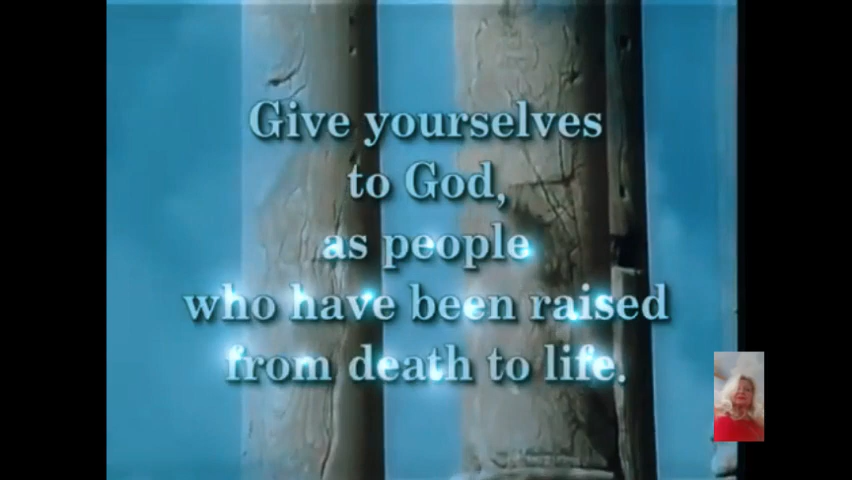 Give yourselves
to God,
as people
who have been raised
from death to life.